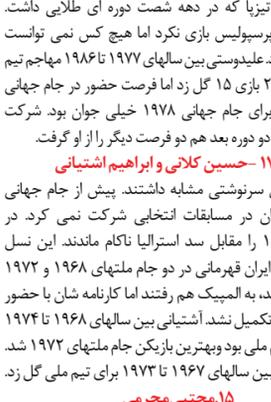 تیزپا که در دهه شصت دوره ای طلایی داشت.
پرسپولیس بازی نکرد اما هیچ کس نمی توانست
. علیدوستی بین سالهای ۱۹۷۷ تا ۱۹۸۶ مهاجم تیم
۲ بازی ۱۵ گل زد اما فرصت حضور در جام جهانی
برای جام جهانی ۱۹۷۸ خیلی جوان بود. شرکت
دو دوره بعد هم دو فرصت دیگر را از او گرفت.
۱۷ -حسین کلانی و ابراهیم اشتیانی
سرنوشتی مشابه داشتند. پیش از جام جهانی
ن در مسابقات انتخابی شرکت نمی کرد. در
۱ را مقابل سد استرالیا ناکام ماندند. این نسل
ایران قهرمانی در دو جام ملتهای ۱۹۶۸ و ۱۹۷۲
د، به المپیک هم رفتند اما کارنامه شان با حضور
تکمیل نشد. آشتیانی بین سالهای ۱۹۶۸ تا ۱۹۷۴
م ملی بود وبهترین بازیکن جام ملتهای ۱۹۷۲ شد.
بین سالهای ۱۹۶۷ تا ۱۹۷۳ برای تیم ملی گل زد.
۱۵.مجتبی محرمی